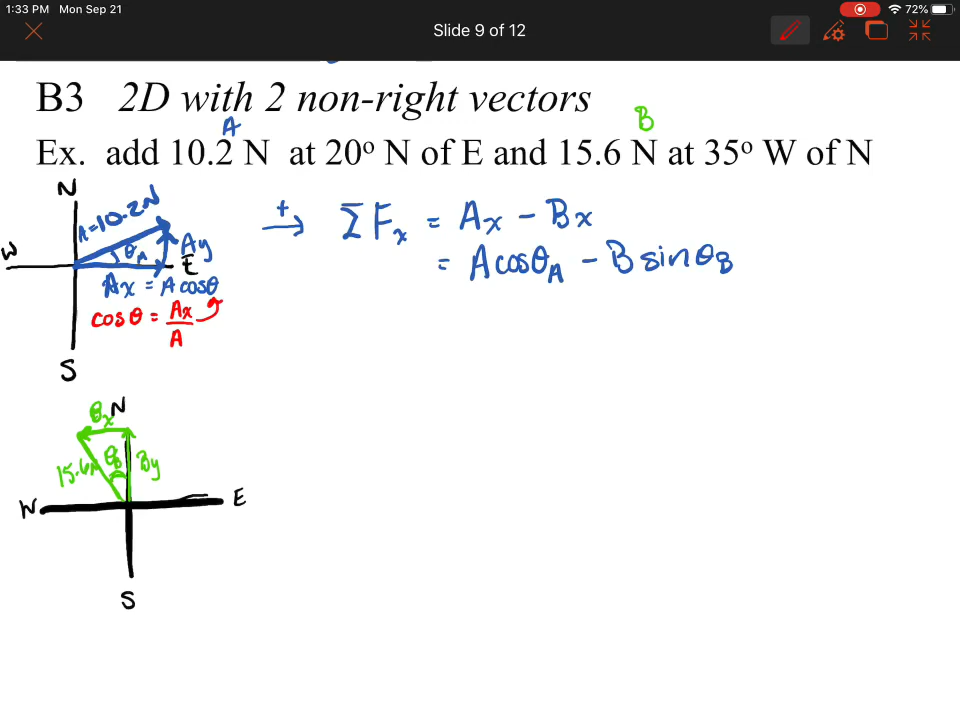 1:33 PM Mon Sep 21
72%
Slide 9 of 12
B3 2D with 2 non-right vectors
A
B
Ex. add 10.2 N at 20° N of E and 15.6 N at 35° W of N
N
W
E
S
A=10.2N
θA
Ay
Ax = A cosθ
cos θ = Ax/A
+→ ΣFx = Ax - Bx
= A cosθA - B sinθB
Bx
N
15.6N
θB
By
W
E
S